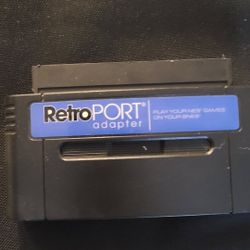 RetroPORT®
adapter
PLAY YOUR NES® GAMES
ON YOUR SNES®